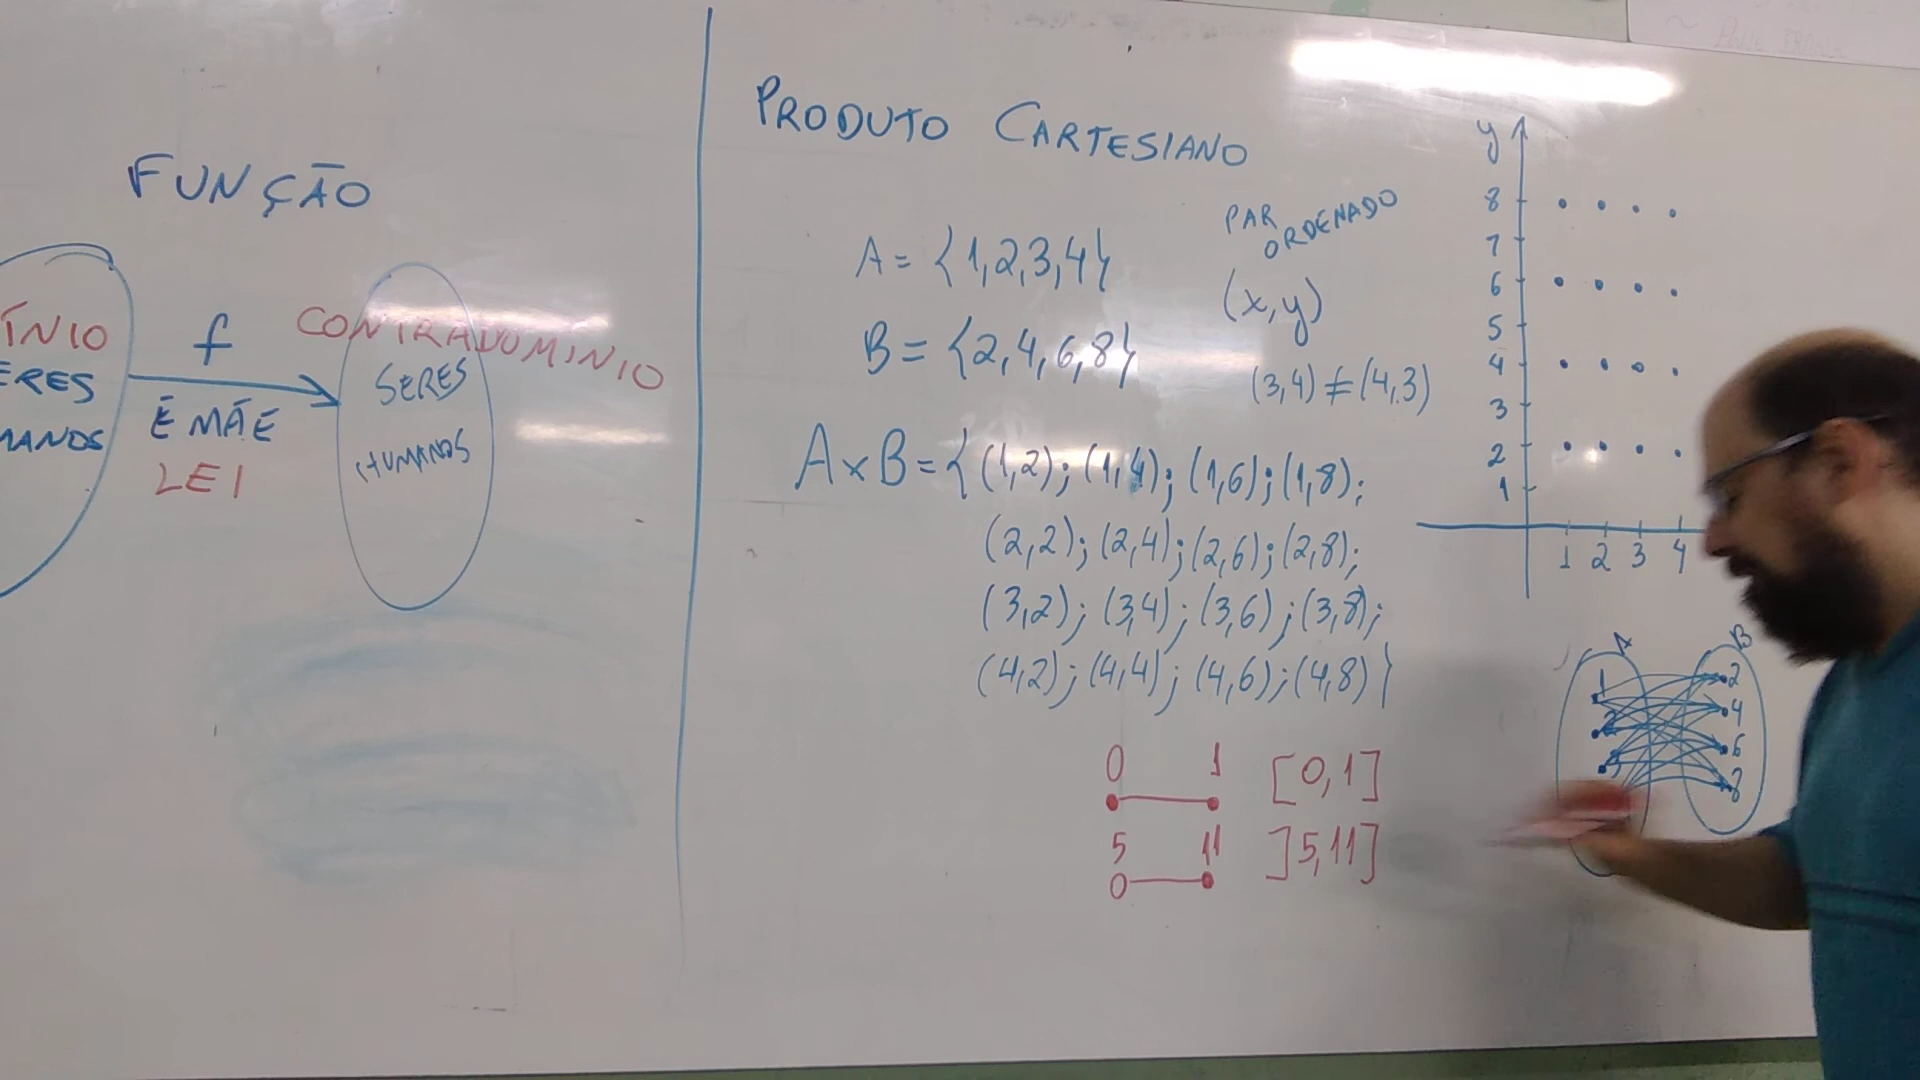 FUNÇÃO
ÍNIO
ERES
MANOS
f
É MÃE
LEI
CONTRADOMÍNIO
SERES
HUMANOS
PRODUTO CARTESIANO
A = {1,2,3,4}
B = {2,4,6,8}
PAR
ORDENADO
(x,y)
(3,4) ≠ (4,3)
A x B = { (1,2); (1,4); (1,6); (1,8);
(2,2); (2,4); (2,6); (2,8);
(3,2); (3,4); (3,6); (3,8);
(4,2); (4,4); (4,6); (4,8) }
0 1 [0,1]
5 11 ]5,11]
y
8
7
6
5
4
3
2
1
1 2 3 4
A B
1 2
2 4
3 6
8